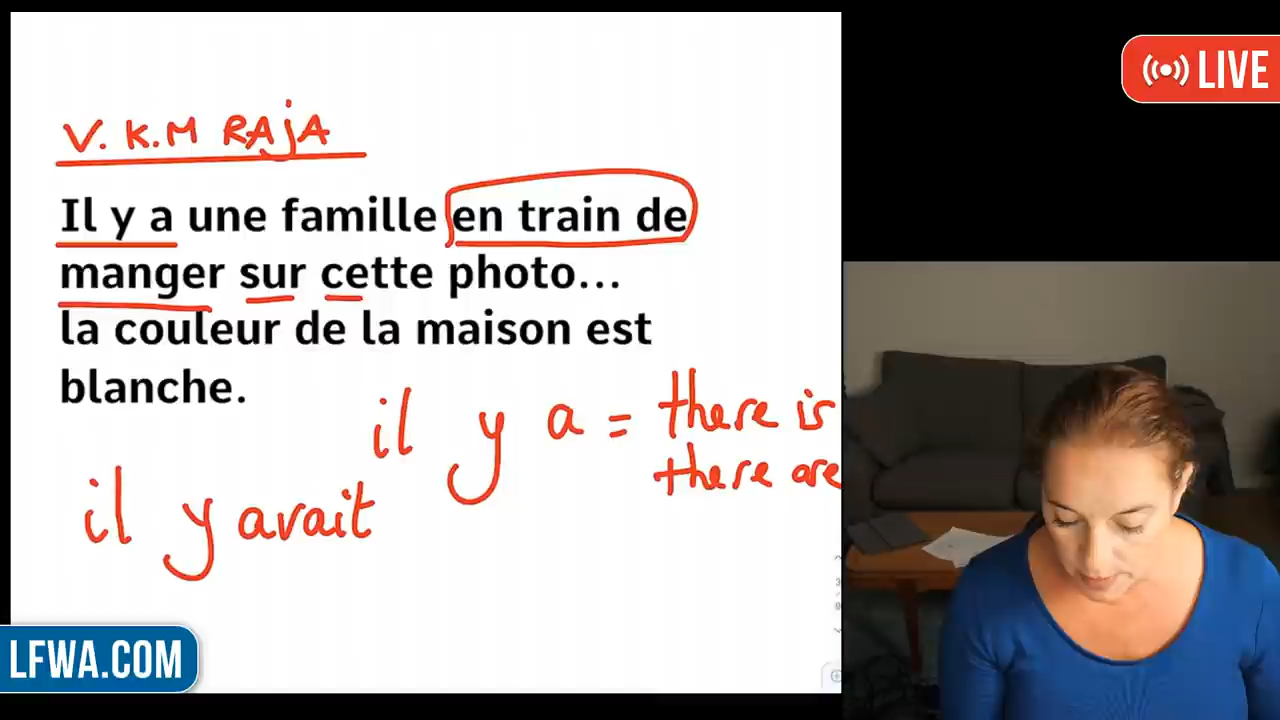 LIVE
V. K.M RAjA
Il y a une famille en train de
manger sur cette photo...
la couleur de la maison est
blanche.
il y a = there is
there are
il y avait
LFWA.COM